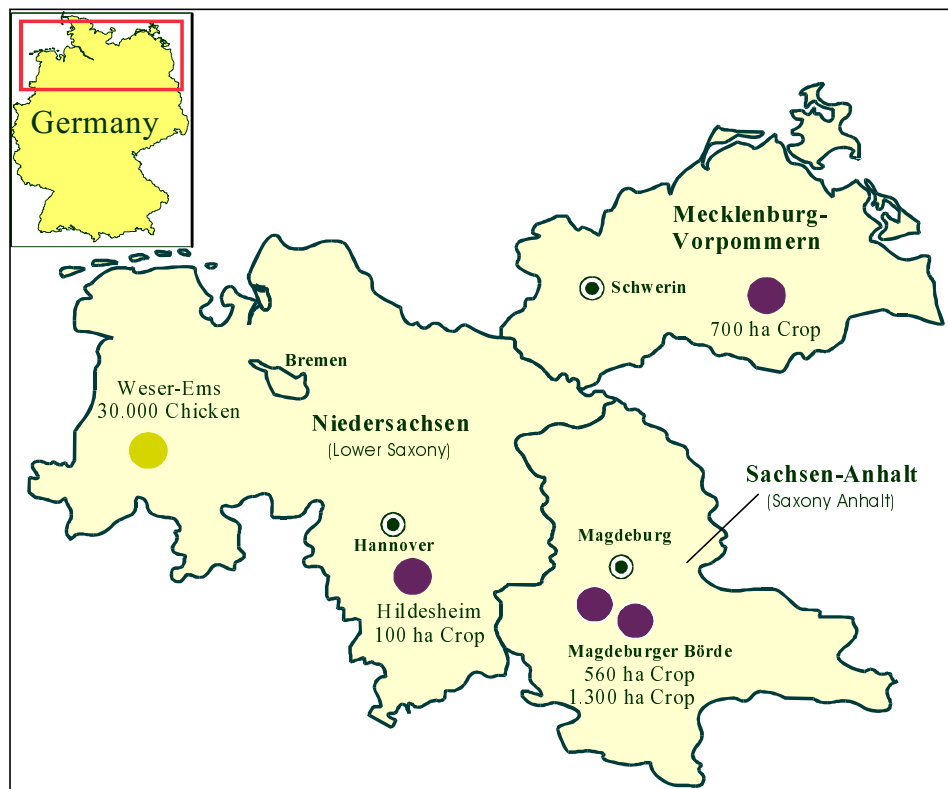 Germany
Mecklenburg-
Vorpommern
Schwerin
700 ha Crop
Bremen
Weser-Ems
30.000 Chicken
Niedersachsen
(Lower Saxony)
Sachsen-Anhalt
(Saxony Anhalt)
Hannover
Magdeburg
Hildesheim
100 ha Crop
Magdeburger Börde
560 ha Crop
1.300 ha Crop